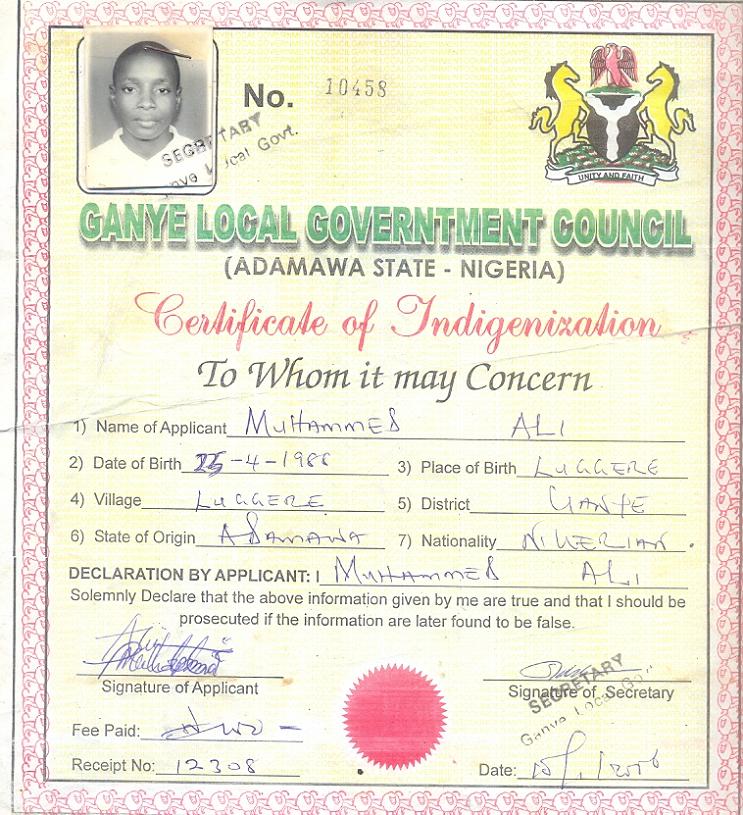 No. 10458
SECRETARY
Ganye Local Govt.
UNITY AND FAITH
GANYE LOCAL GOVERNTMENT COUNCIL
(ADAMAWA STATE - NIGERIA)
Certificate of Indigenization
To Whom it may Concern
1) Name of Applicant MUHAMMED ALI
2) Date of Birth 25-4-1988 3) Place of Birth LUGGERE
4) Village LUGGERE 5) District GANYE
6) State of Origin ADAMAWA 7) Nationality NIGERIAN.
DECLARATION BY APPLICANT: I MUHAMMED ALI
Solemnly Declare that the above information given by me are true and that I should be
prosecuted if the information are later found to be false.
Signature of Applicant Signature of Secretary
SECRETARY
Ganye Local Go
Fee Paid:
Receipt No: 12308 Date: